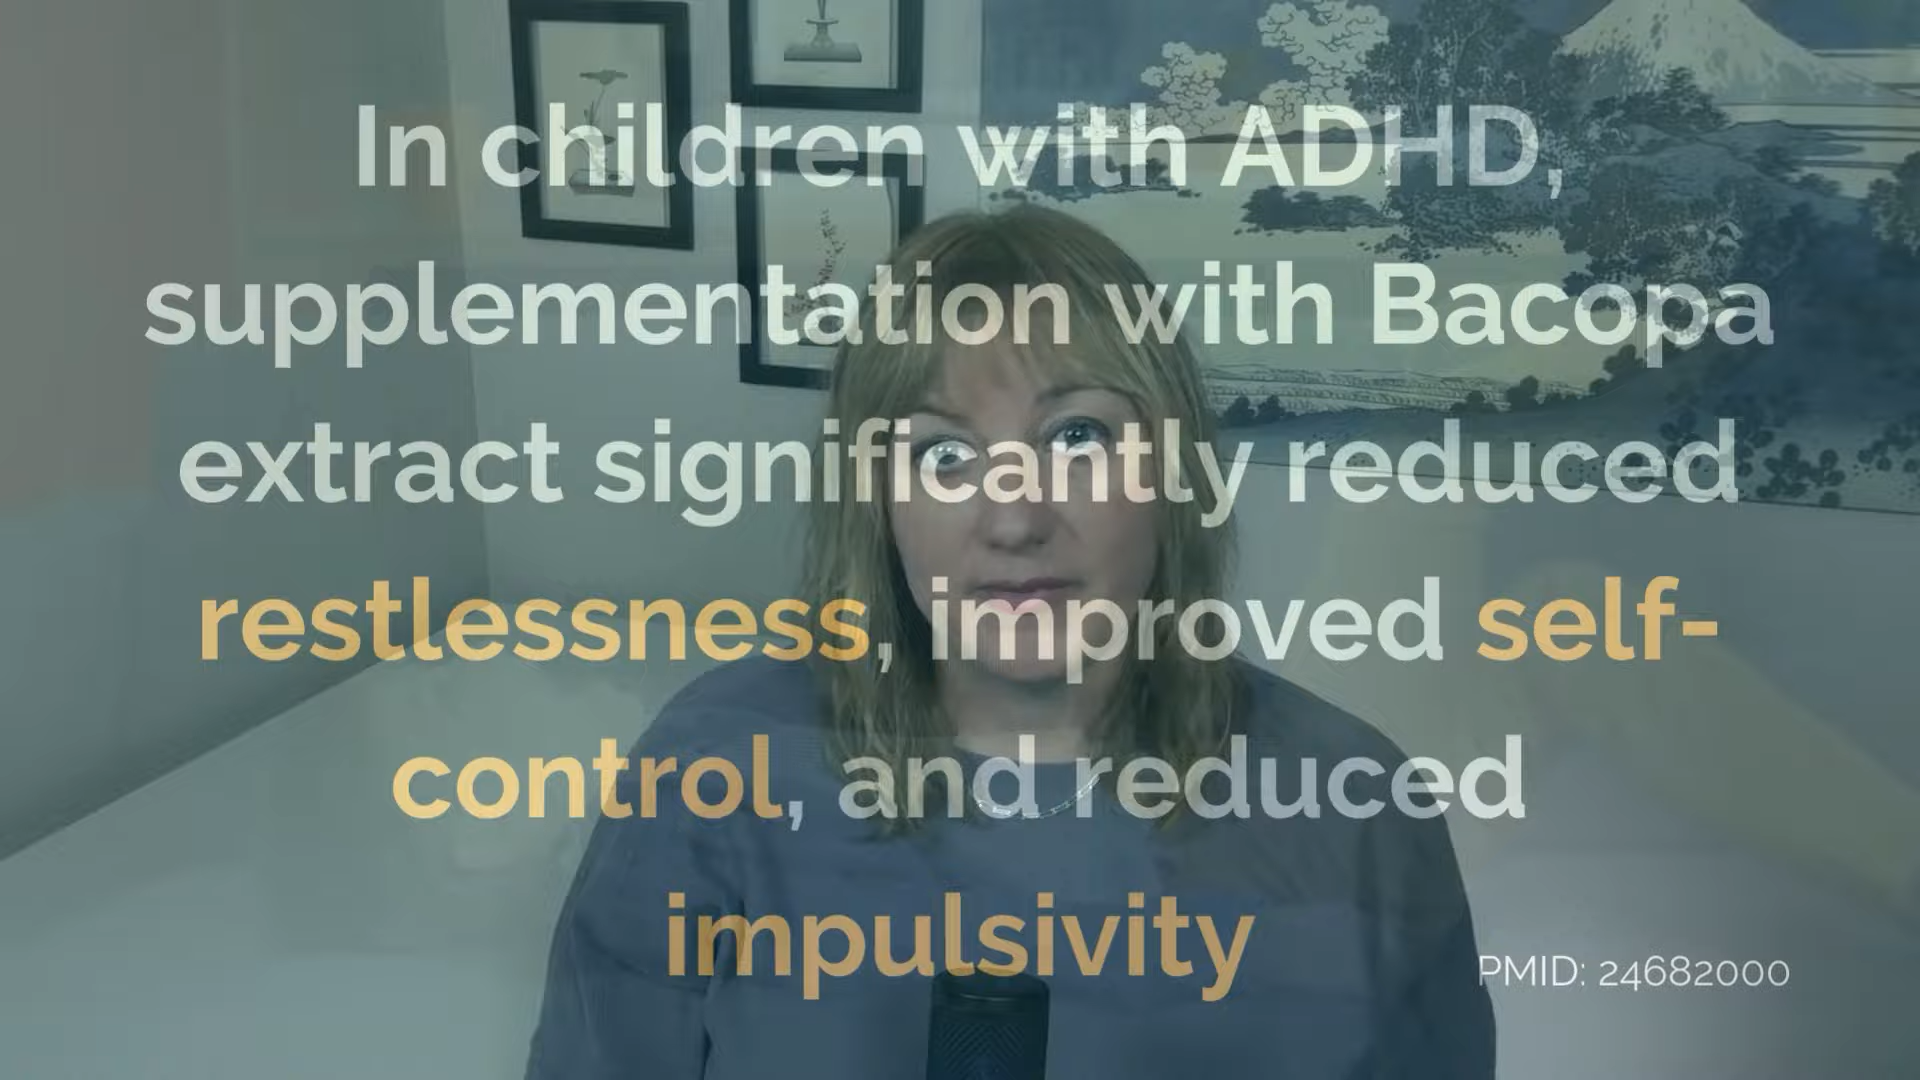 In children with ADHD,
supplementation with Bacopa
extract significantly reduced
restlessness, improved self-
control, and reduced
impulsivity
PMID: 24682000